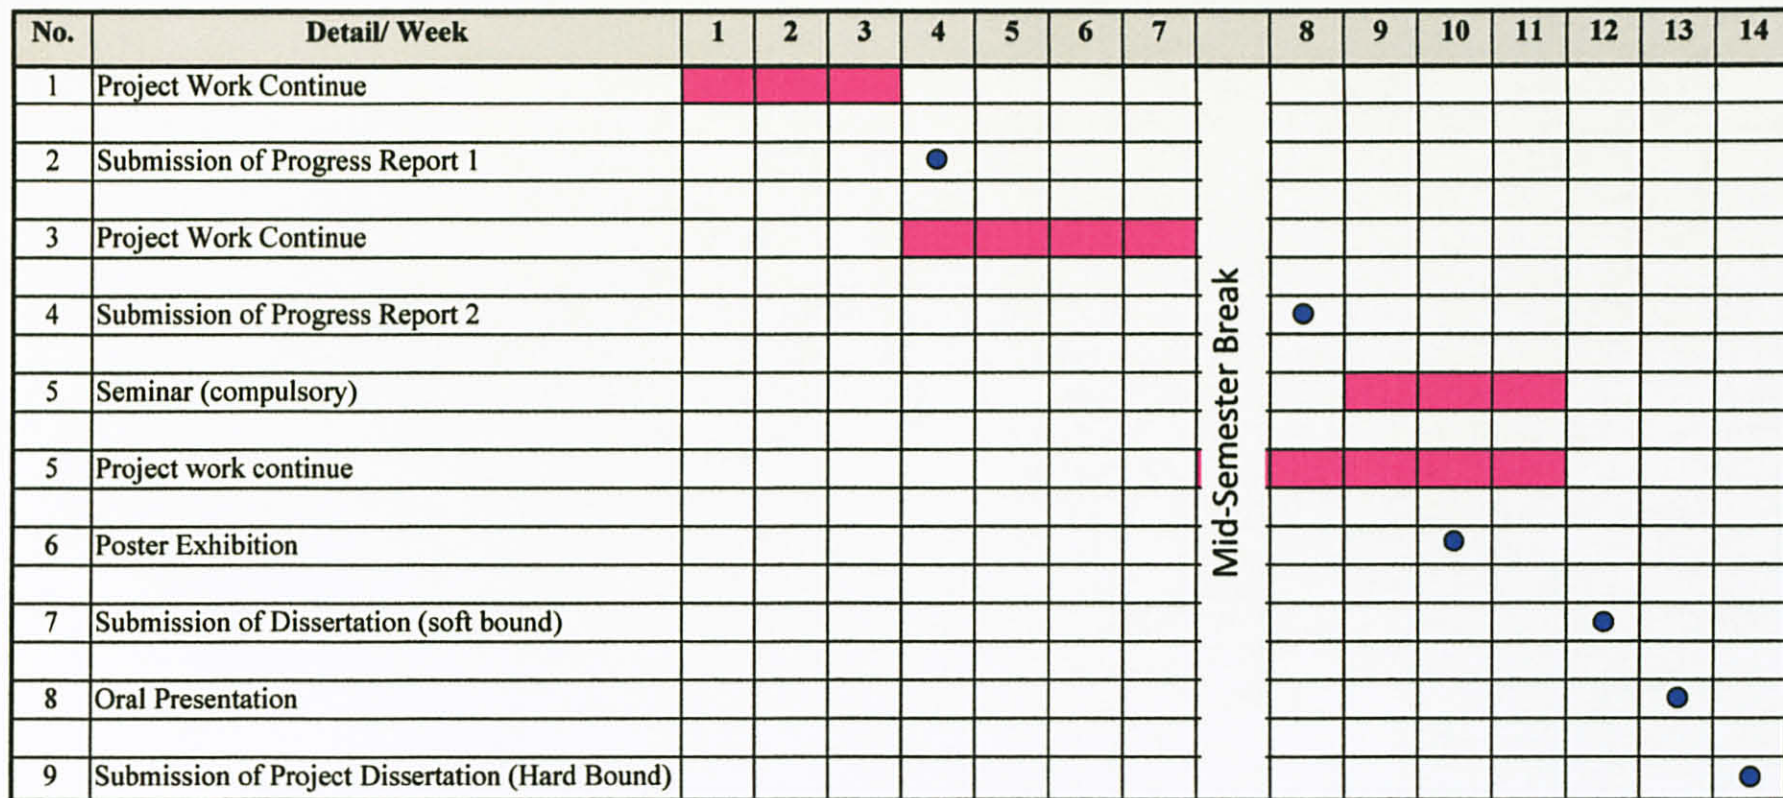 No. Detail/ Week 1 2 3 4 5 6 7 8 9 10 11 12 13 14
1 Project Work Continue
2 Submission of Progress Report 1
3 Project Work Continue
4 Submission of Progress Report 2
5 Seminar (compulsory)
5 Project work continue
6 Poster Exhibition
7 Submission of Dissertation (soft bound)
8 Oral Presentation
9 Submission of Project Dissertation (Hard Bound)
Mid-Semester Break